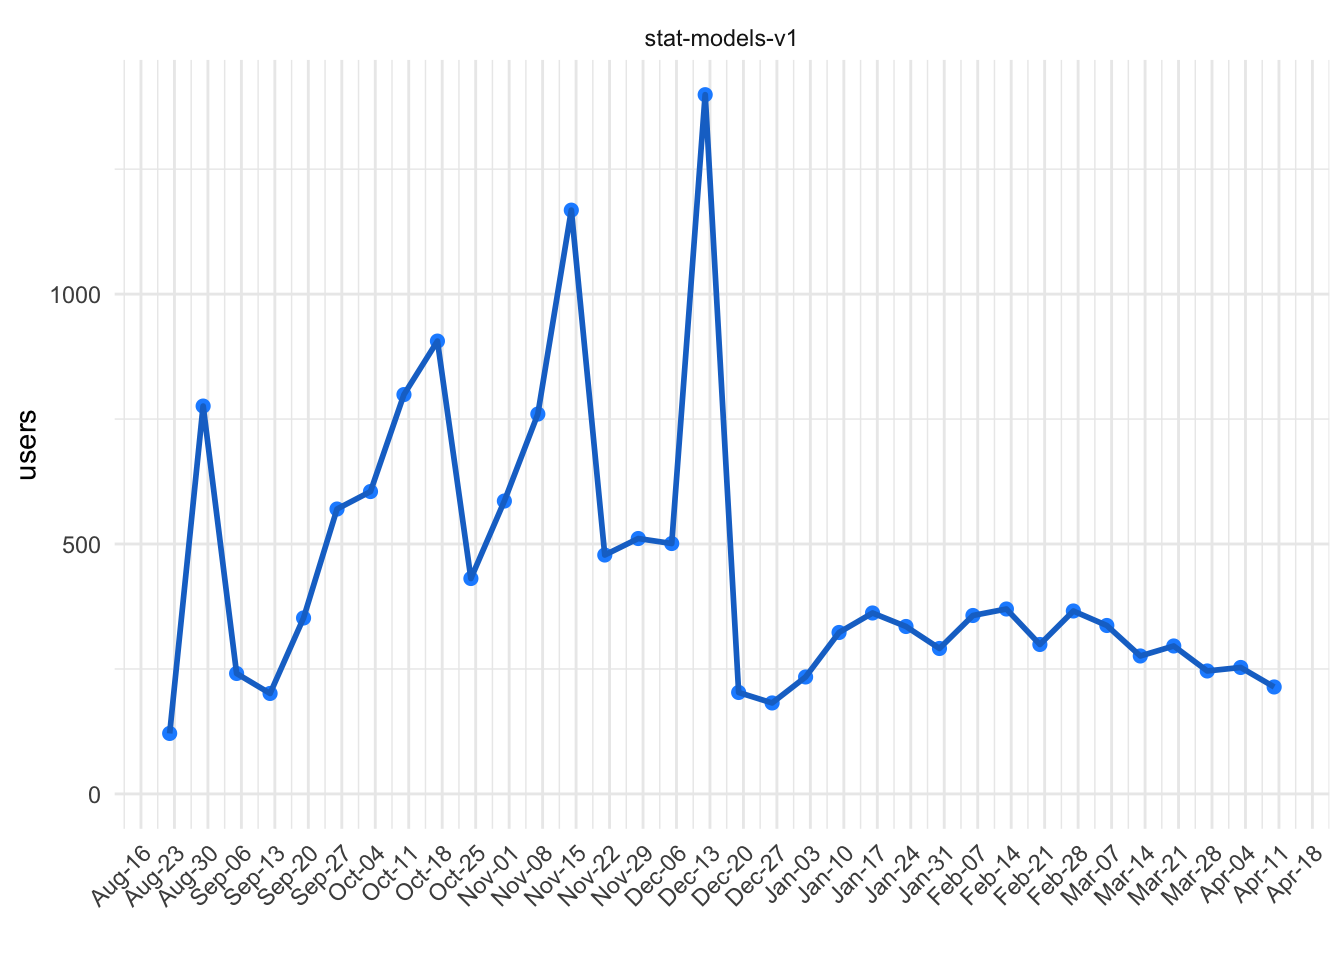 stat-models-v1
users
1000
500
0
Aug-16
Aug-23
Aug-30
Sep-06
Sep-13
Sep-20
Sep-27
Oct-04
Oct-11
Oct-18
Oct-25
Nov-01
Nov-08
Nov-15
Nov-22
Nov-29
Dec-06
Dec-13
Dec-20
Dec-27
Jan-03
Jan-10
Jan-17
Jan-24
Jan-31
Feb-07
Feb-14
Feb-21
Feb-28
Mar-07
Mar-14
Mar-21
Mar-28
Apr-04
Apr-11
Apr-18